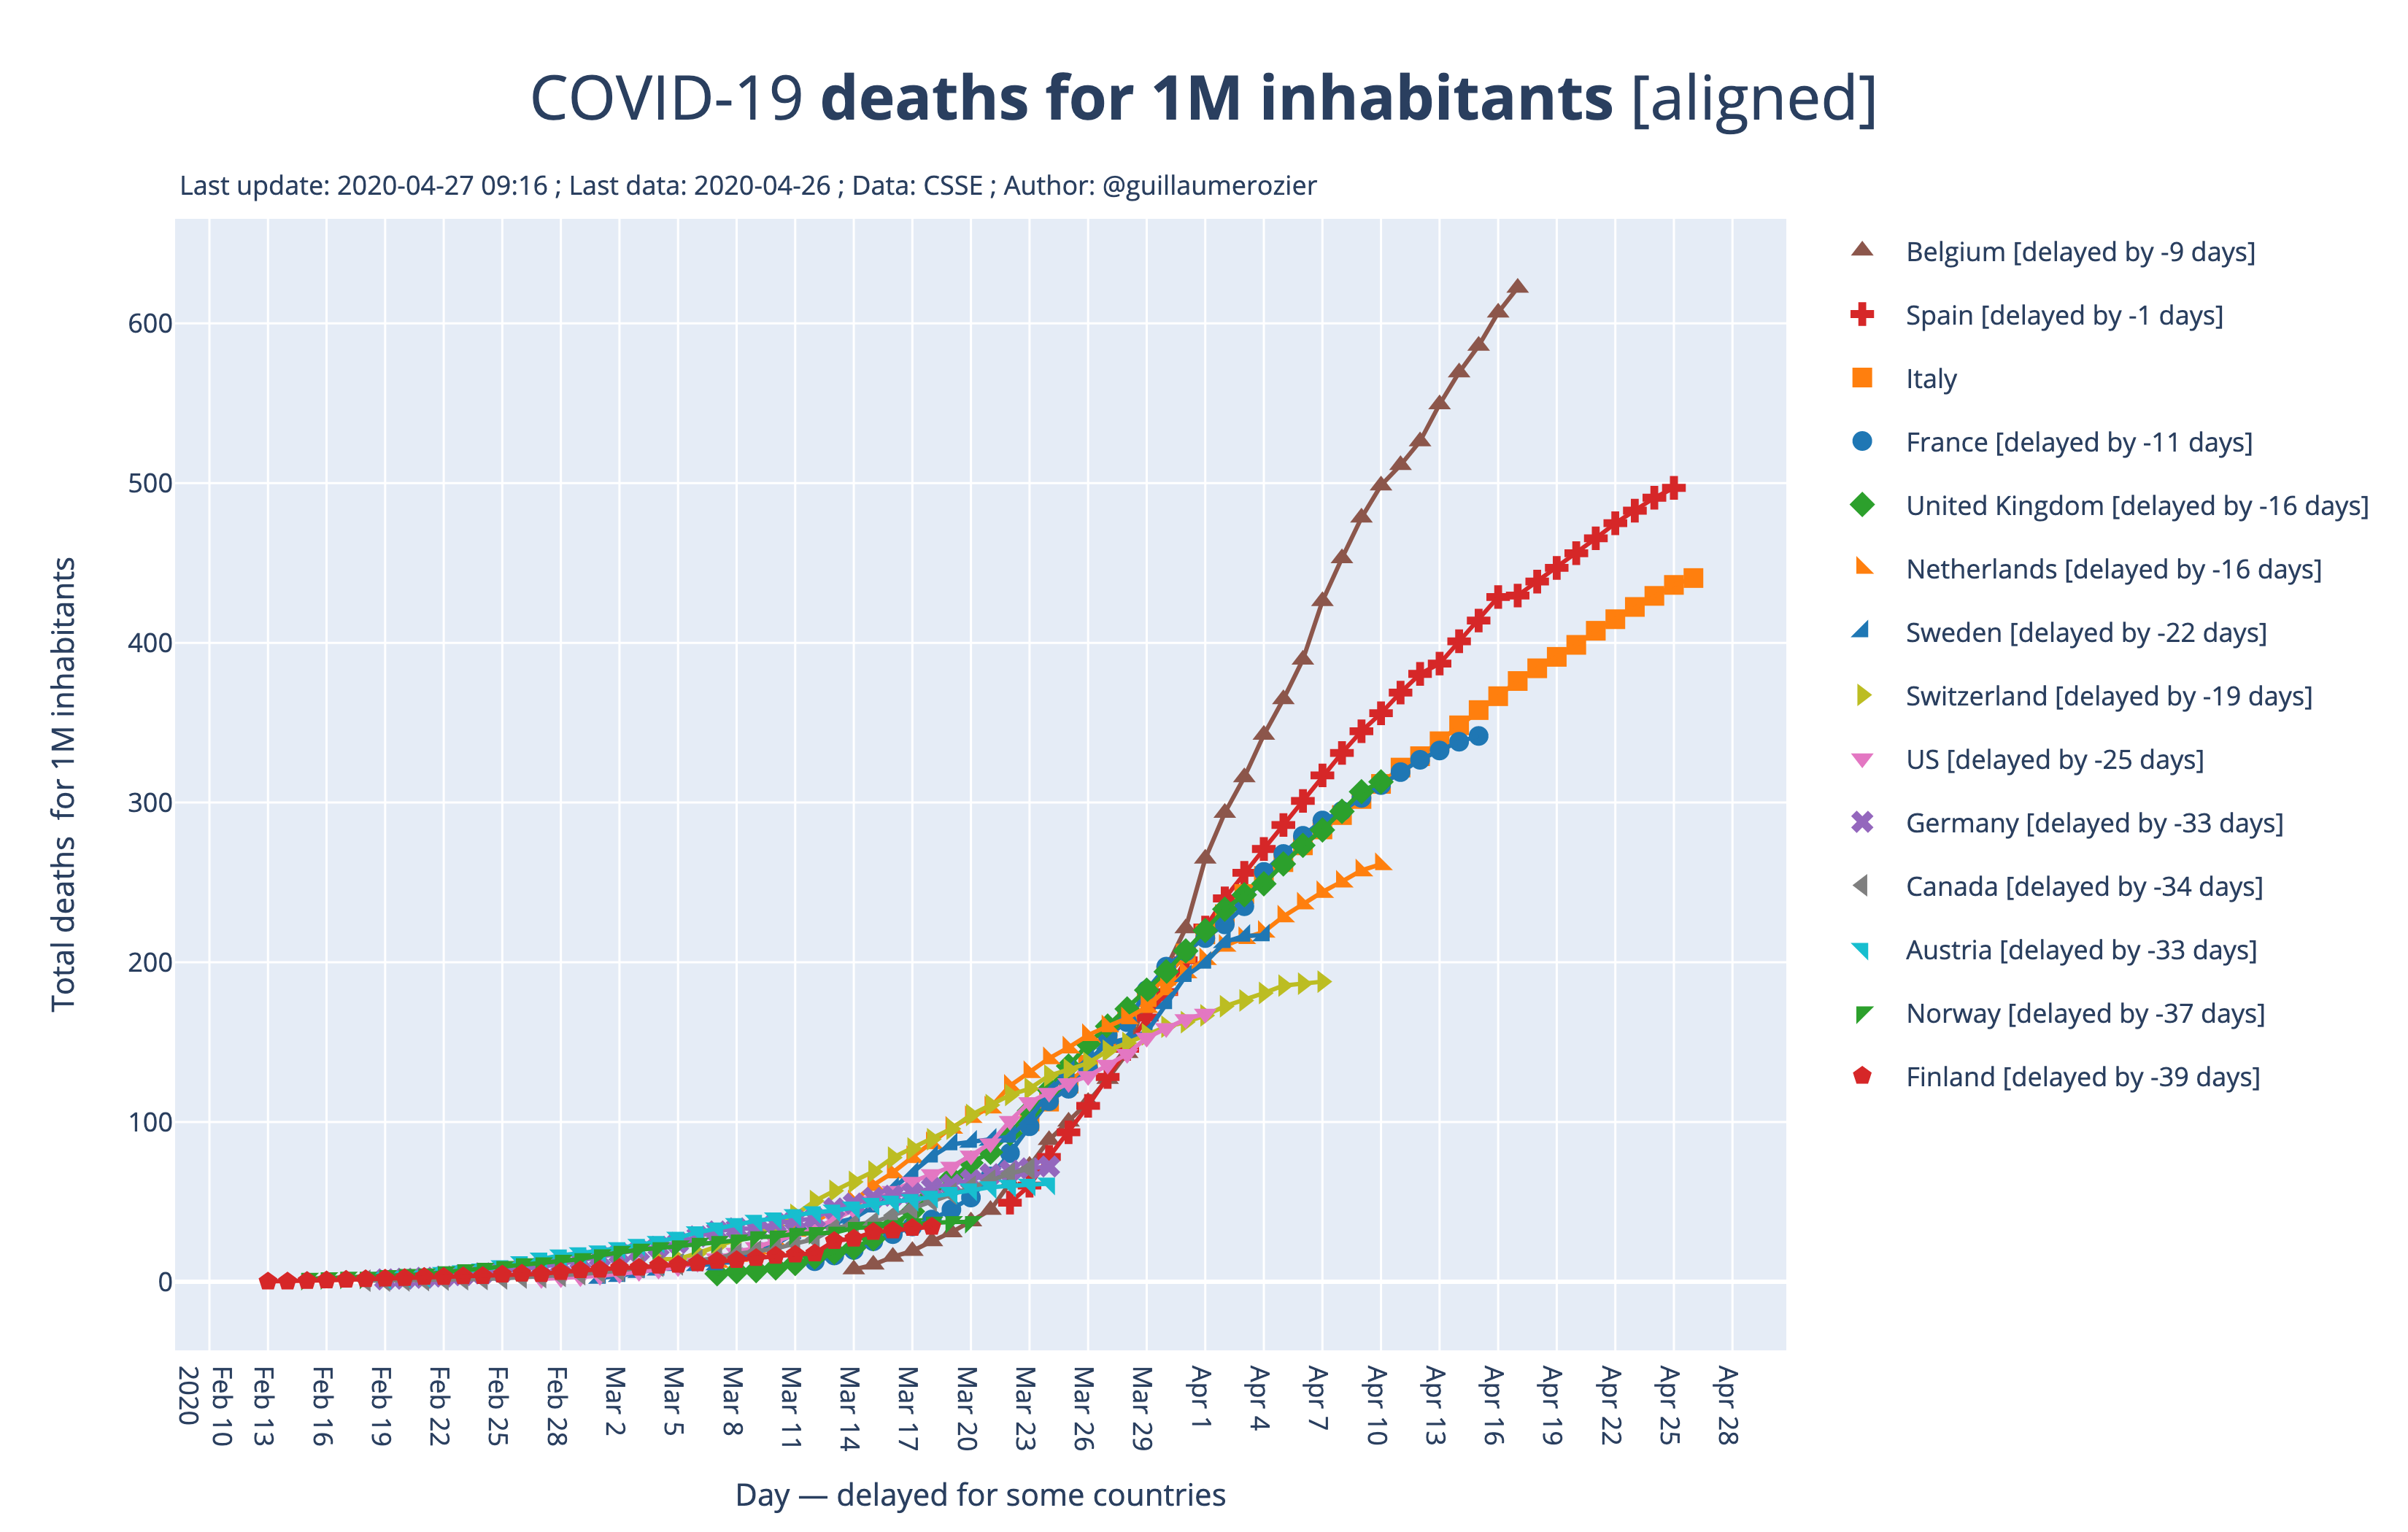 COVID-19 deaths for 1M inhabitants [aligned]
Last update: 2020-04-27 09:16 ; Last data: 2020-04-26 ; Data: CSSE ; Author: @guillaumerozier
Total deaths for 1M inhabitants
600
500
400
300
200
100
0
Feb 10
2020
Feb 13
Feb 16
Feb 19
Feb 22
Feb 25
Feb 28
Mar 2
Mar 5
Mar 8
Mar 11
Mar 14
Mar 17
Mar 20
Mar 23
Mar 26
Mar 29
Apr 1
Apr 4
Apr 7
Apr 10
Apr 13
Apr 16
Apr 19
Apr 22
Apr 25
Apr 28
Day — delayed for some countries
Belgium [delayed by -9 days]
Spain [delayed by -1 days]
Italy
France [delayed by -11 days]
United Kingdom [delayed by -16 days]
Netherlands [delayed by -16 days]
Sweden [delayed by -22 days]
Switzerland [delayed by -19 days]
US [delayed by -25 days]
Germany [delayed by -33 days]
Canada [delayed by -34 days]
Austria [delayed by -33 days]
Norway [delayed by -37 days]
Finland [delayed by -39 days]